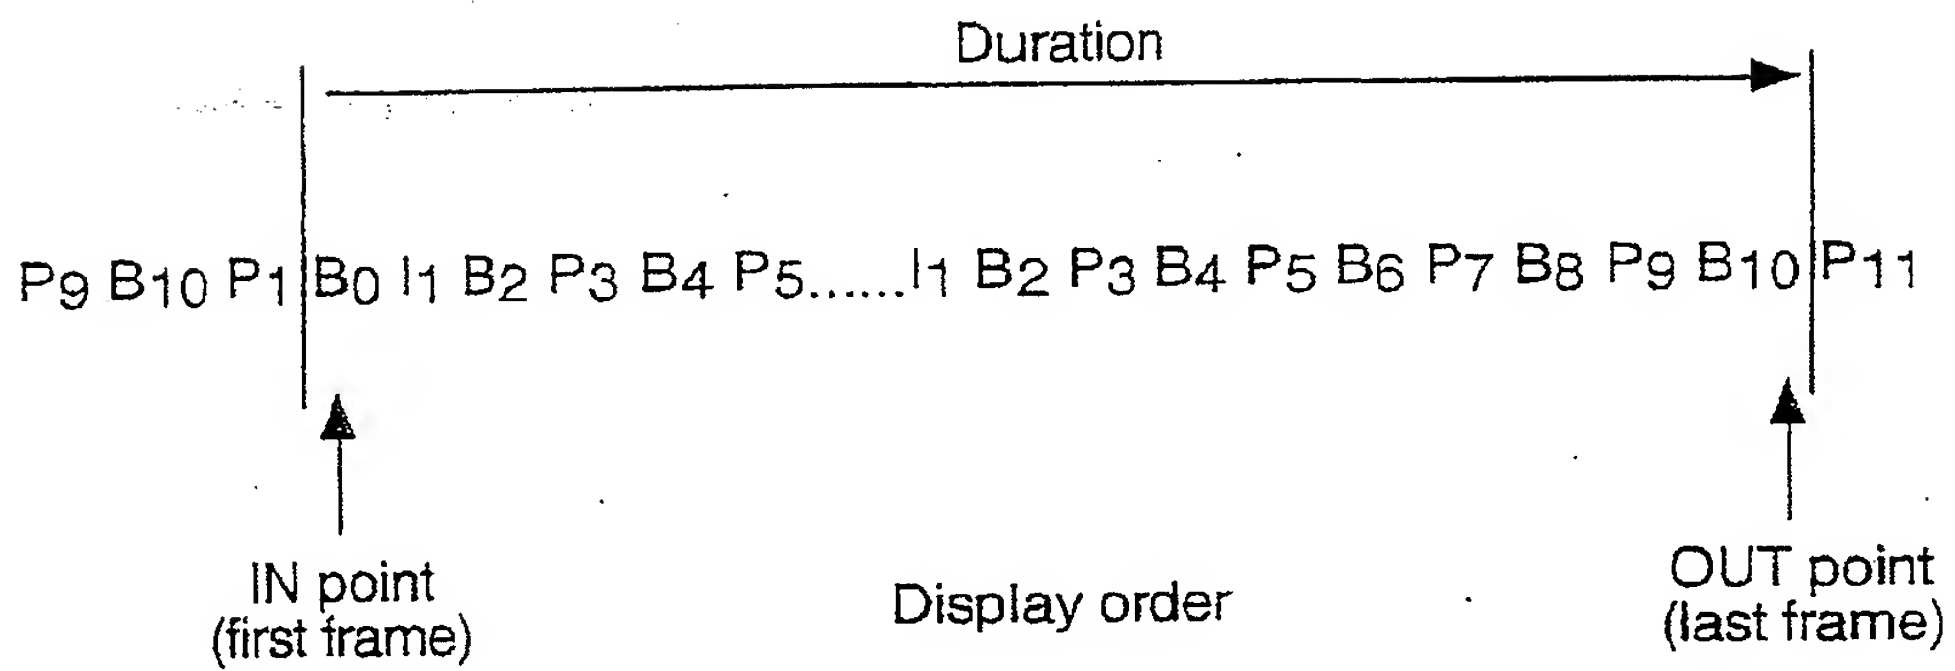 Duration
P9 B10 P1 B0 I1 B2 P3 B4 P5......I1 B2 P3 B4 P5 B6 P7 B8 P9 B10 P11
IN point
(first frame)
Display order
OUT point
(last frame)